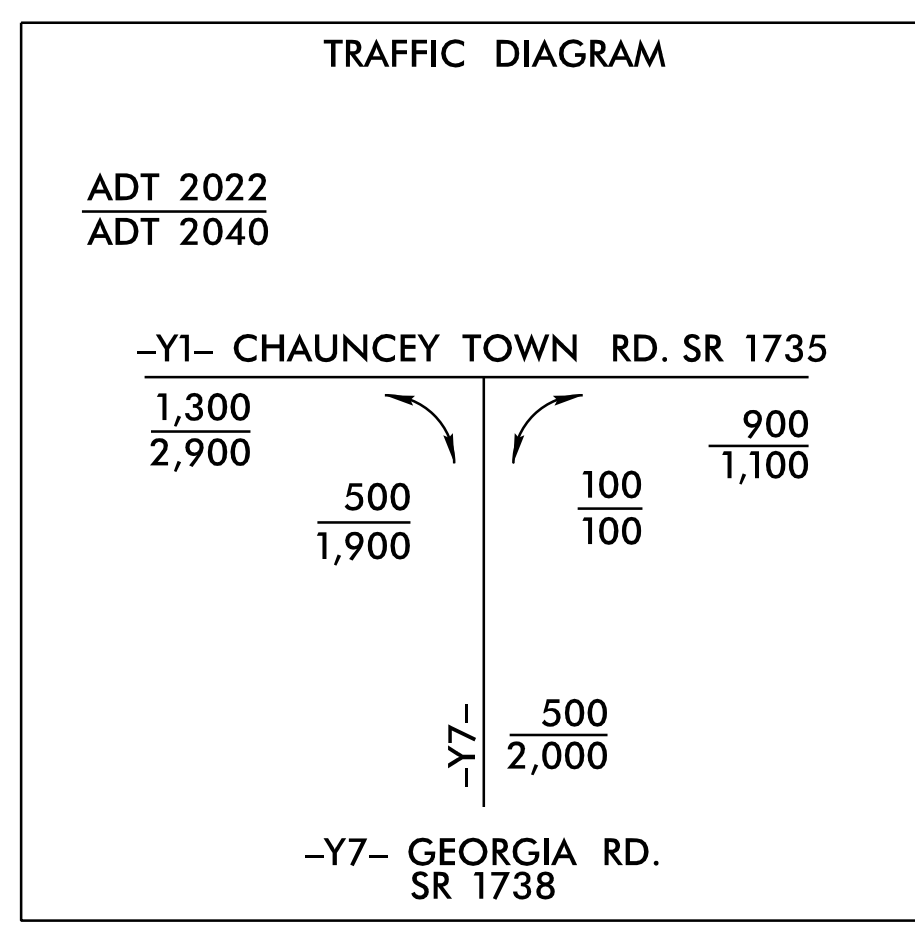 TRAFFIC DIAGRAM
ADT 2022
ADT 2040
–Y1– CHAUNCEY TOWN RD. SR 1735
1,300
2,900
900
1,100
500
1,900
100
100
–Y7–
500
2,000
–Y7– GEORGIA RD.
SR 1738